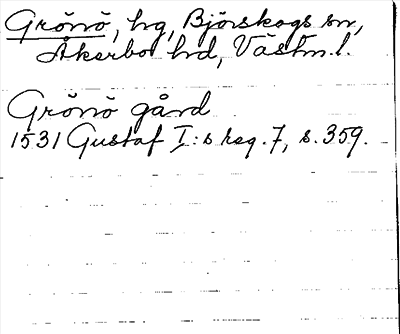 Grönö, hg, Björskogs sn,
Åkerbo hd, Västm.l.
Grönö gård
1531 Gustaf I:s reg. 7, s. 359.